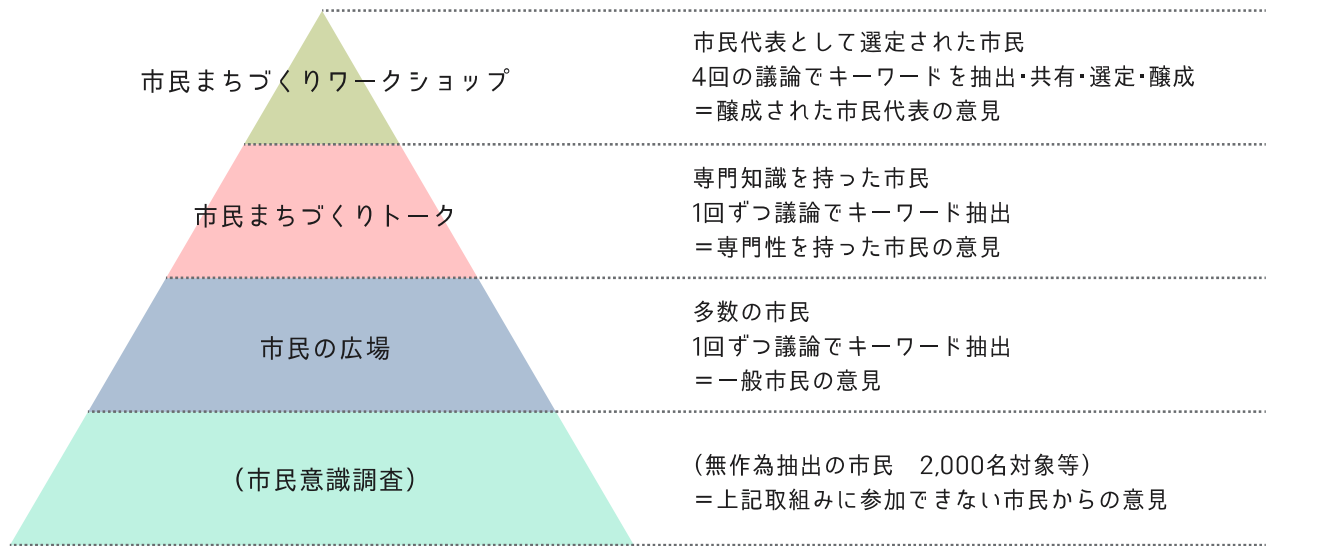 市民まちづくりワークショップ
市民代表として選定された市民
4回の議論でキーワードを抽出・共有・選定・醸成
＝醸成された市民代表の意見
市民まちづくりトーク
専門知識を持った市民
1回ずつ議論でキーワード抽出
＝専門性を持った市民の意見
市民の広場
多数の市民
1回ずつ議論でキーワード抽出
＝一般市民の意見
（市民意識調査）
（無作為抽出の市民　2,000名対象等）
＝上記取組みに参加できない市民からの意見